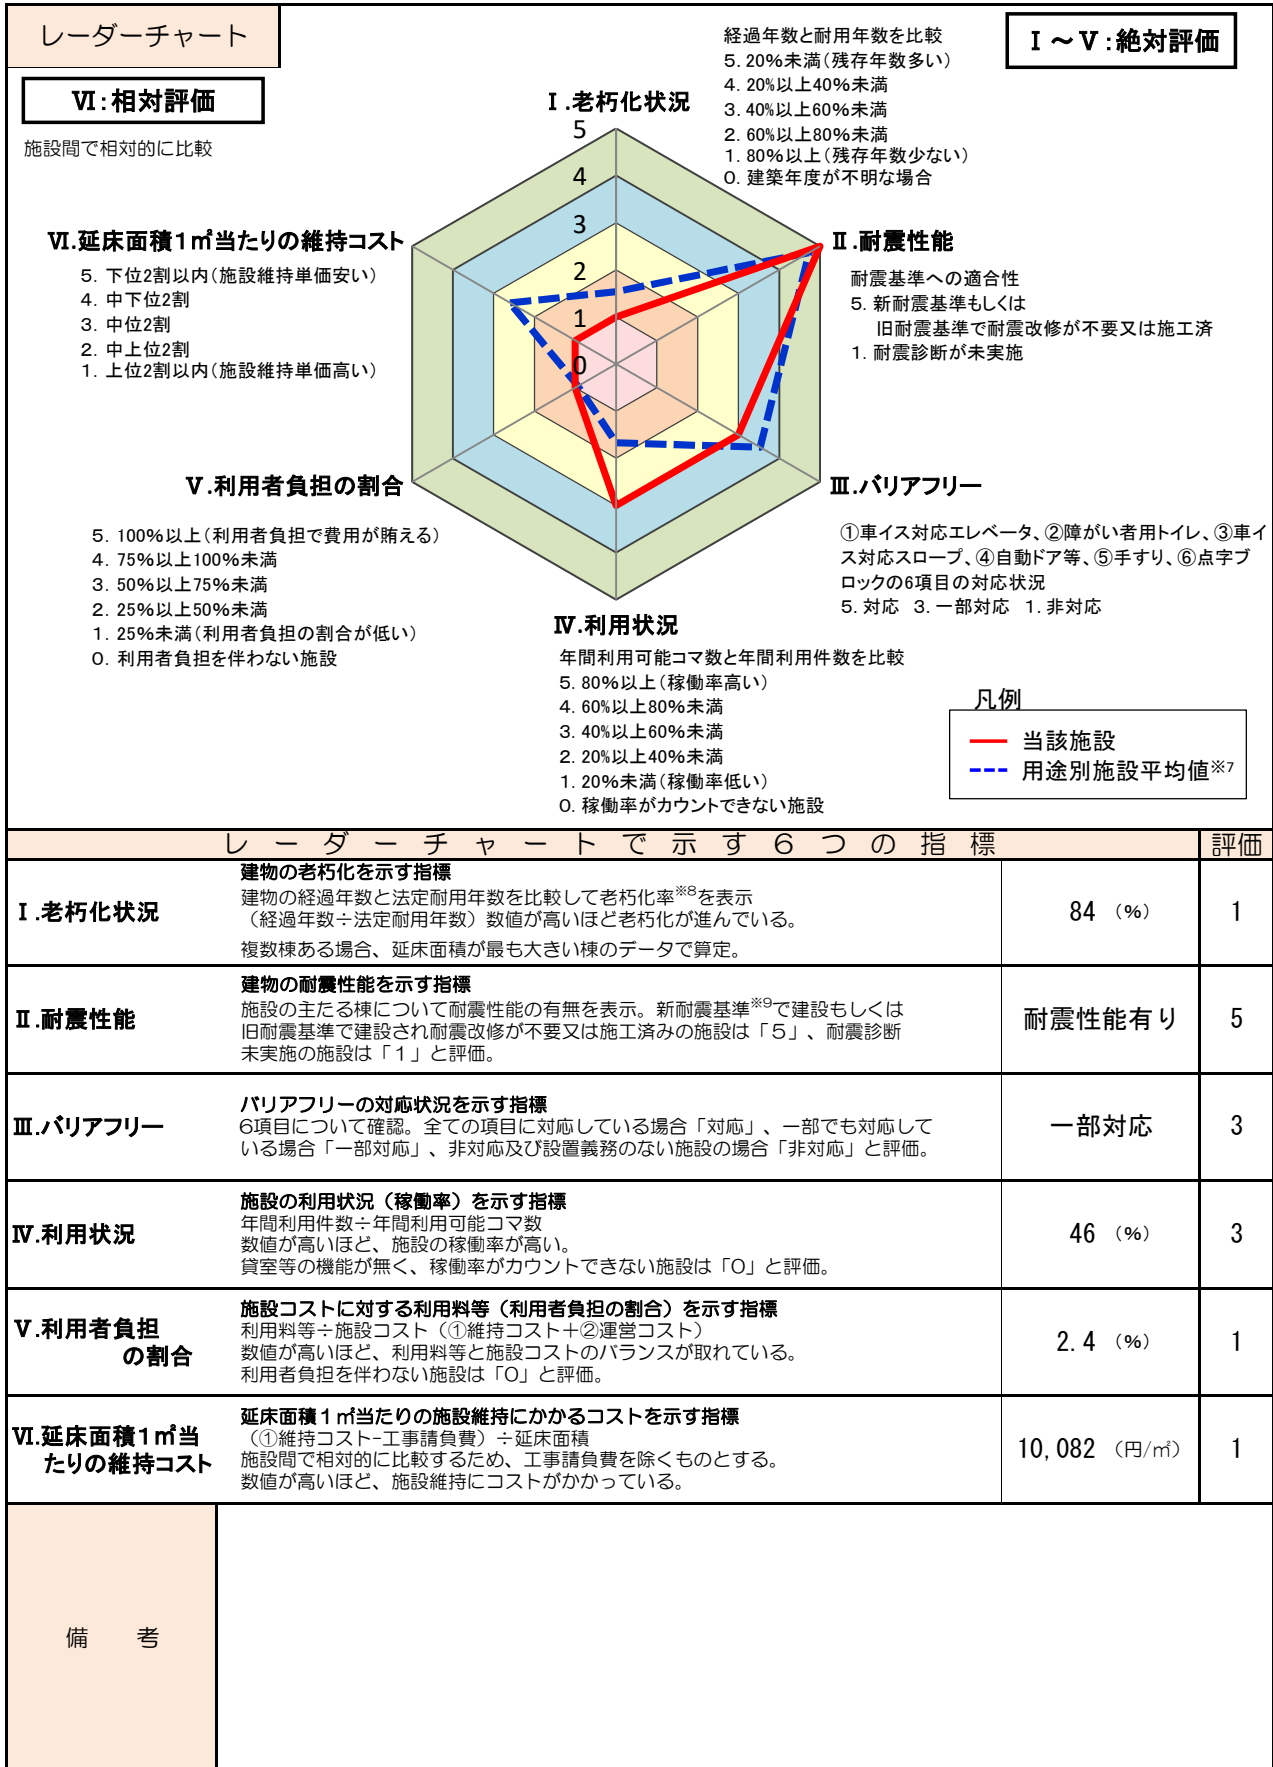 レーダーチャート
Ⅵ：相対評価
施設間で相対的に比較
Ⅰ～Ⅴ：絶対評価
Ⅰ.老朽化状況
経過年数と耐用年数を比較
5. 20%未満（残存年数多い）
4. 20%以上40%未満
3. 40%以上60%未満
2. 60%以上80%未満
1. 80%以上（残存年数少ない）
0. 建築年度が不明な場合
5
4
3
2
1
0
Ⅱ.耐震性能
耐震基準への適合性
5. 新耐震基準もしくは
旧耐震基準で耐震改修が不要又は施工済
1. 耐震診断が未実施
Ⅲ.バリアフリー
①車イス対応エレベータ、②障がい者用トイレ、③車イ
ス対応スロープ、④自動ドア等、⑤手すり、⑥点字ブ
ロックの6項目の対応状況
5. 対応 3. 一部対応 1. 非対応
Ⅳ.利用状況
年間利用可能コマ数と年間利用件数を比較
5. 80%以上（稼働率高い）
4. 60%以上80%未満
3. 40%以上60%未満
2. 20%以上40%未満
1. 20%未満（稼働率低い）
0. 稼働率がカウントできない施設
Ⅴ.利用者負担の割合
5. 100%以上（利用者負担で費用が賄える）
4. 75%以上100%未満
3. 50%以上75%未満
2. 25%以上50%未満
1. 25%未満（利用者負担の割合が低い）
0. 利用者負担を伴わない施設
Ⅵ.延床面積1㎡当たりの維持コスト
5. 下位2割以内（施設維持単価安い）
4. 中下位2割
3. 中位2割
2. 中上位2割
1. 上位2割以内（施設維持単価高い）
凡例
当該施設
用途別施設平均値※7
レーダーチャートで示す６つの指標 評価
Ⅰ.老朽化状況
建物の老朽化を示す指標
建物の経過年数と法定耐用年数を比較して老朽化率※8を表示
（経過年数÷法定耐用年数）数値が高いほど老朽化が進んでいる。
複数棟ある場合、延床面積が最も大きい棟のデータで算定。
84 （%） 1
Ⅱ.耐震性能
建物の耐震性能を示す指標
施設の主たる棟について耐震性能の有無を表示。新耐震基準※9で建設もしくは
旧耐震基準で建設され耐震改修が不要又は施工済みの施設は「５」、耐震診断
未実施の施設は「１」と評価。
耐震性能有り 5
Ⅲ.バリアフリー
バリアフリーの対応状況を示す指標
6項目について確認。全ての項目に対応している場合「対応」、一部でも対応して
いる場合「一部対応」、非対応及び設置義務のない施設の場合「非対応」と評価。
一部対応 3
Ⅳ.利用状況
施設の利用状況（稼働率）を示す指標
年間利用件数÷年間利用可能コマ数
数値が高いほど、施設の稼働率が高い。
貸室等の機能が無く、稼働率がカウントできない施設は「0」と評価。
46 （%） 3
Ⅴ.利用者負担
の割合
施設コストに対する利用料等（利用者負担の割合）を示す指標
利用料等÷施設コスト（①維持コスト＋②運営コスト）
数値が高いほど、利用料等と施設コストのバランスが取れている。
利用者負担を伴わない施設は「0」と評価。
2.4 （%） 1
Ⅵ.延床面積1㎡当
たりの維持コスト
延床面積１㎡当たりの施設維持にかかるコストを示す指標
（①維持コスト-工事請負費）÷延床面積
施設間で相対的に比較するため、工事請負費を除くものとする。
数値が高いほど、施設維持にコストがかかっている。
10,082 （円/㎡） 1
備 考